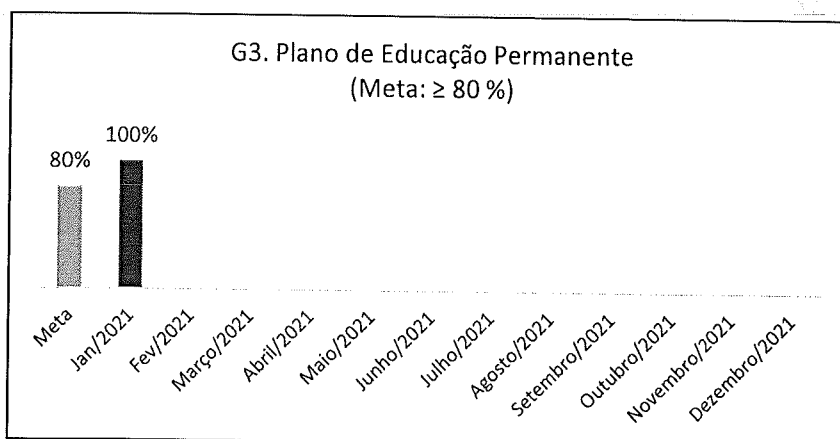 G3. Plano de Educação Permanente
(Meta: ≥ 80 %)
80%
100%
Meta
Jan/2021
Fev/2021
Março/2021
Abril/2021
Maio/2021
Junho/2021
Julho/2021
Agosto/2021
Setembro/2021
Outubro/2021
Novembro/2021
Dezembro/2021